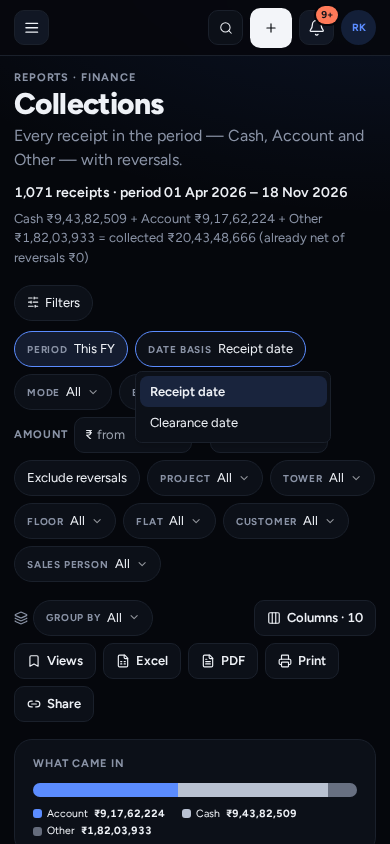 9+
RK
REPORTS · FINANCE
Collections
Every receipt in the period — Cash, Account and
Other — with reversals.
1,071 receipts · period 01 Apr 2026 – 18 Nov 2026
Cash ₹9,43,82,509 + Account ₹9,17,62,224 + Other
₹1,82,03,933 = collected ₹20,43,48,666 (already net of
reversals ₹0)
Filters
PERIOD This FY DATE BASIS Receipt date
MODE All
Receipt date
Clearance date
AMOUNT ₹ from
Exclude reversals PROJECT All TOWER All
FLOOR All FLAT All CUSTOMER All
SALES PERSON All
GROUP BY All Columns · 10
Views Excel PDF Print
Share
WHAT CAME IN
Account ₹9,17,62,224 Cash ₹9,43,82,509
Other ₹1,82,03,933